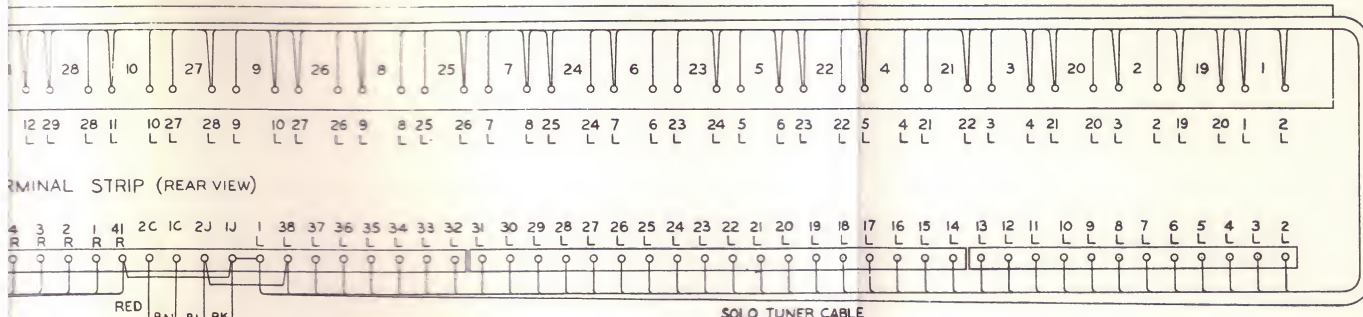 28 10 27 9 26 8 25 7 24 6 23 5 22 4 21 3 20 2 19 1
12 29 28 11 10 27 28 9 10 27 26 9 8 25 26 7 8 25 24 7 6 23 24 5 6 23 22 5 4 21 22 3 4 21 20 3 2 19 20 1 2
L L L L L L L L L L L L L L L L L L L L L L L L L L L L L L L L L L L L L L L L L
RMINAL STRIP (REAR VIEW)
4 3 2 1 41 2C 1C 2J 1J 1 38 37 36 35 34 33 32 31 30 29 28 27 26 25 24 23 22 21 20 19 18 17 16 15 14 13 12 11 10 9 8 7 6 5 4 3 2
R R R R R L L L L L L L L L L L L L L L L L L L L L L L L L L L L L L L L L L L L L L
RED BK
SOLO TUNER CABLE